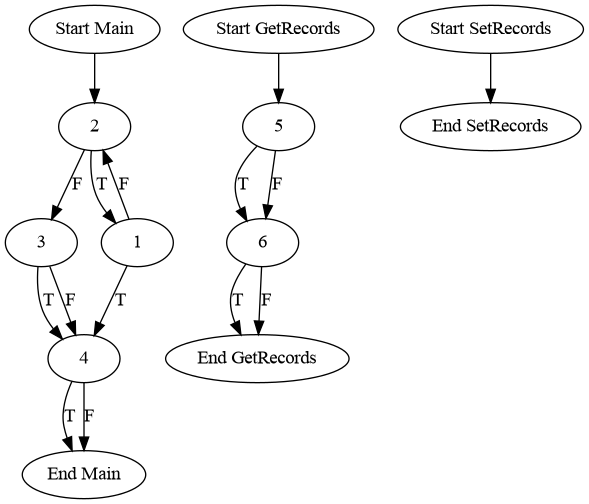 Start Main
Start GetRecords
Start SetRecords
2
5
End SetRecords
F
T
F
T
F
3
1
6
T
F
T
T
F
4
End GetRecords
T
F
End Main